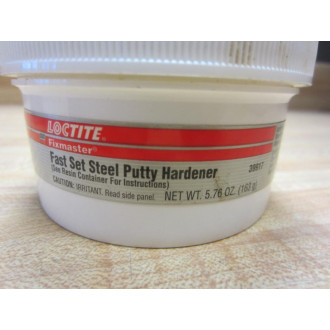 LOCTITE
Fixmaster®
Fast Set Steel Putty Hardener
(See Resin Container For Instructions)
CAUTION: IRRITANT. Read side panel.
NET WT. 5.76 OZ. (163 g)